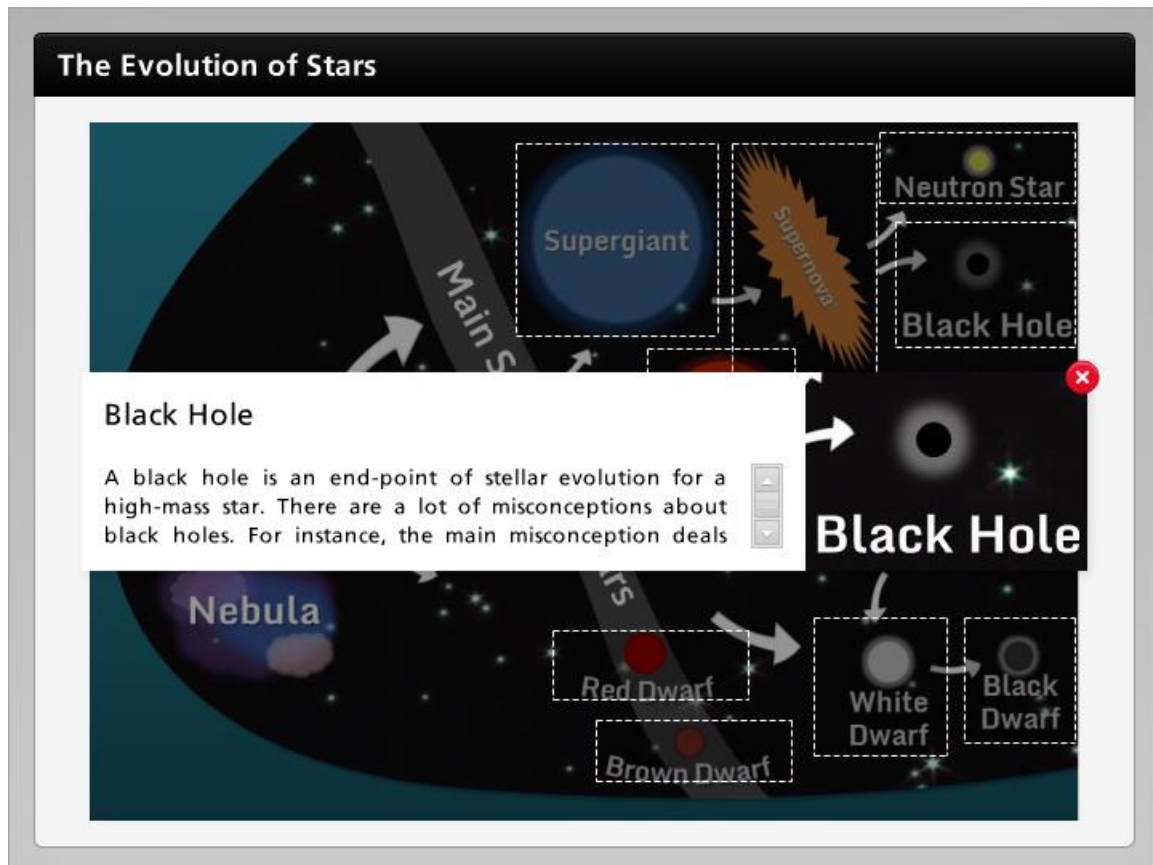 The Evolution of Stars
Neutron Star
Supergiant
Supernova
Black Hole
Main S
Black Hole
A black hole is an end-point of stellar evolution for a
high-mass star. There are a lot of misconceptions about
black holes. For instance, the main misconception deals
Black Hole
ars
Nebula
Red Dwarf
White
Dwarf
Black
Dwarf
Brown Dwarf